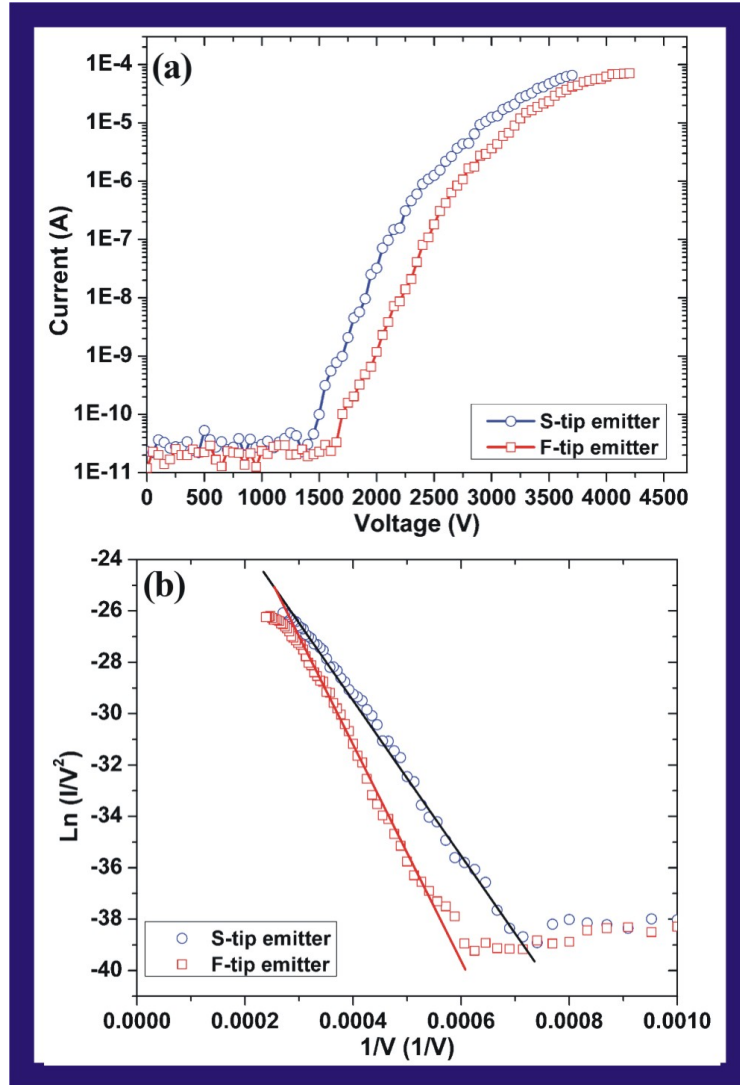 (a)
1E-4
1E-5
1E-6
1E-7
1E-8
1E-9
1E-10
1E-11
Current (A)
S-tip emitter
F-tip emitter
0 500 1000 1500 2000 2500 3000 3500 4000 4500
Voltage (V)
(b)
-24
-26
-28
-30
-32
-34
-36
-38
-40
Ln (I/V²)
S-tip emitter
F-tip emitter
0.0000 0.0002 0.0004 0.0006 0.0008 0.0010
1/V (1/V)